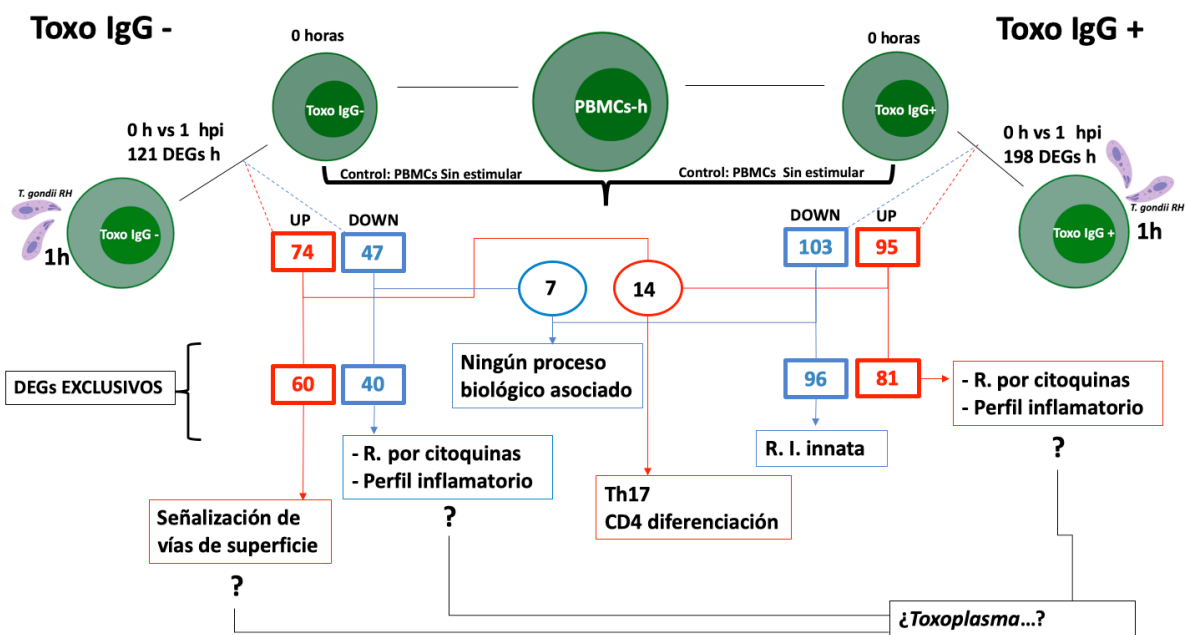 Toxo IgG -
Toxo IgG +
0 horas
0 horas
Toxo IgG-
PBMCs-h
Toxo IgG+
0 h vs 1 hpi
121 DEGs h
0 h vs 1 hpi
198 DEGs h
Control: PBMCs Sin estimular
Control: PBMCs Sin estimular
T. gondii RH
T. gondii RH
Toxo IgG -
1h
Toxo IgG +
1h
UP
DOWN
DOWN
UP
74
47
103
95
7
14
DEGs EXCLUSIVOS
60
40
Ningún proceso
biológico asociado
96
81
- R. por citoquinas
- Perfil inflamatorio
?
- R. por citoquinas
- Perfil inflamatorio
?
R. I. innata
Th17
CD4 diferenciación
Señalización de
vías de superficie
?
¿Toxoplasma...?